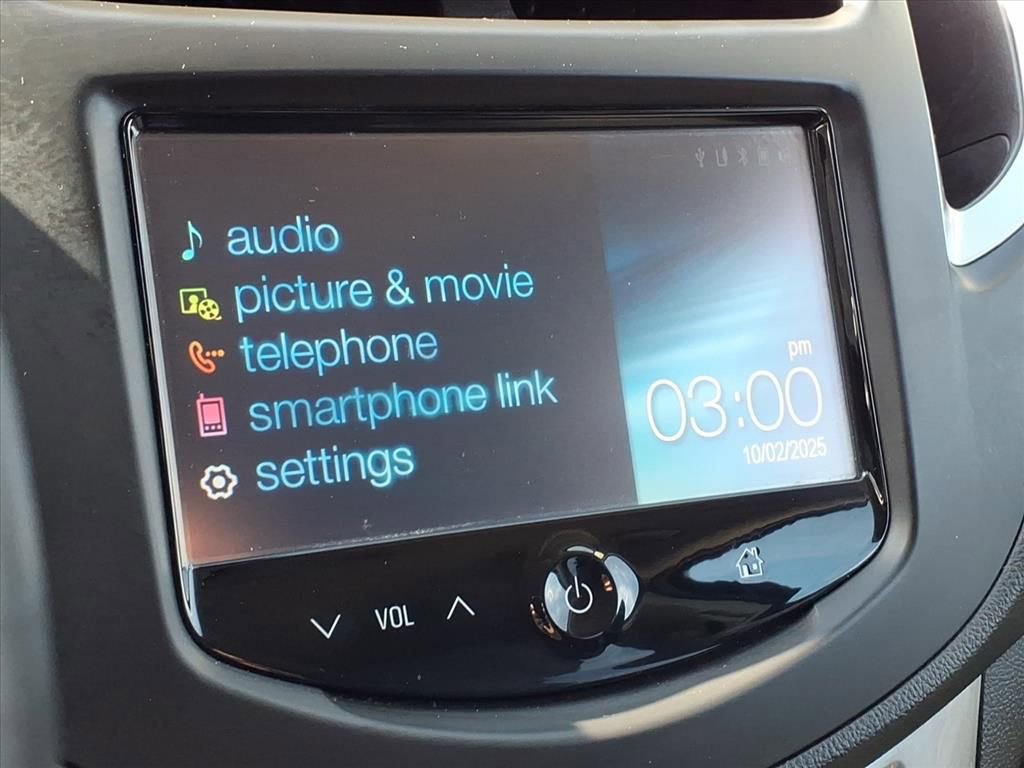 audio
picture & movie
telephone
smartphone link
settings
pm
03:00
10/02/2025
VOL